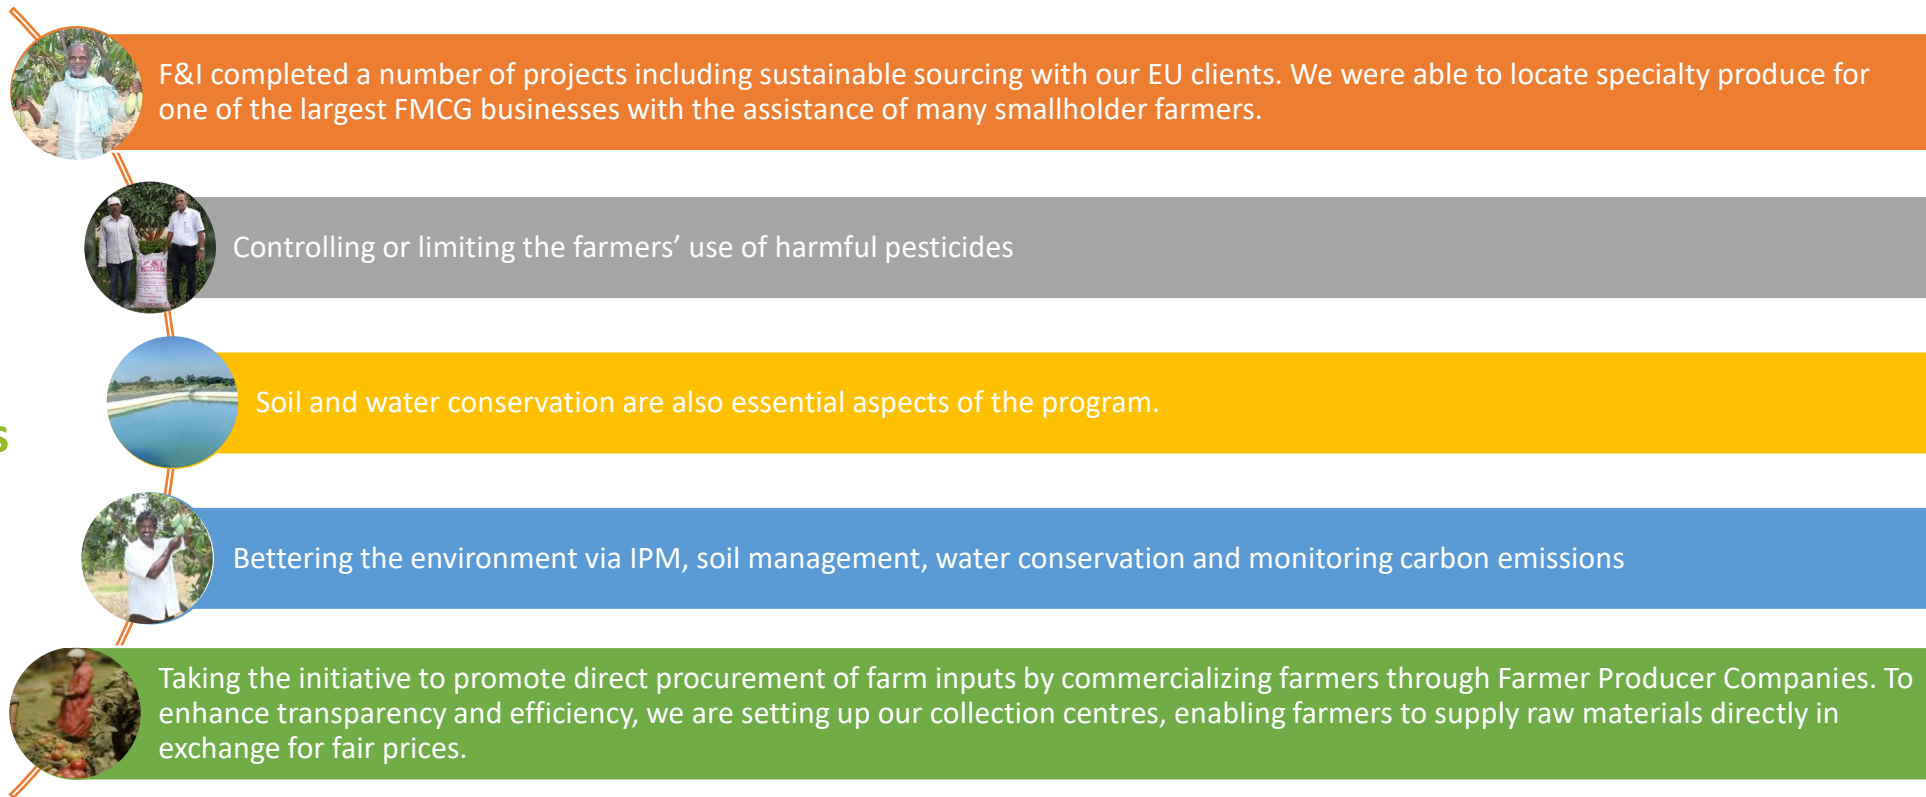 F&I completed a number of projects including sustainable sourcing with our EU clients. We were able to locate specialty produce for
one of the largest FMCG businesses with the assistance of many smallholder farmers.
Controlling or limiting the farmers’ use of harmful pesticides
Soil and water conservation are also essential aspects of the program.
s
Bettering the environment via IPM, soil management, water conservation and monitoring carbon emissions
Taking the initiative to promote direct procurement of farm inputs by commercializing farmers through Farmer Producer Companies. To
enhance transparency and efficiency, we are setting up our collection centres, enabling farmers to supply raw materials directly in
exchange for fair prices.